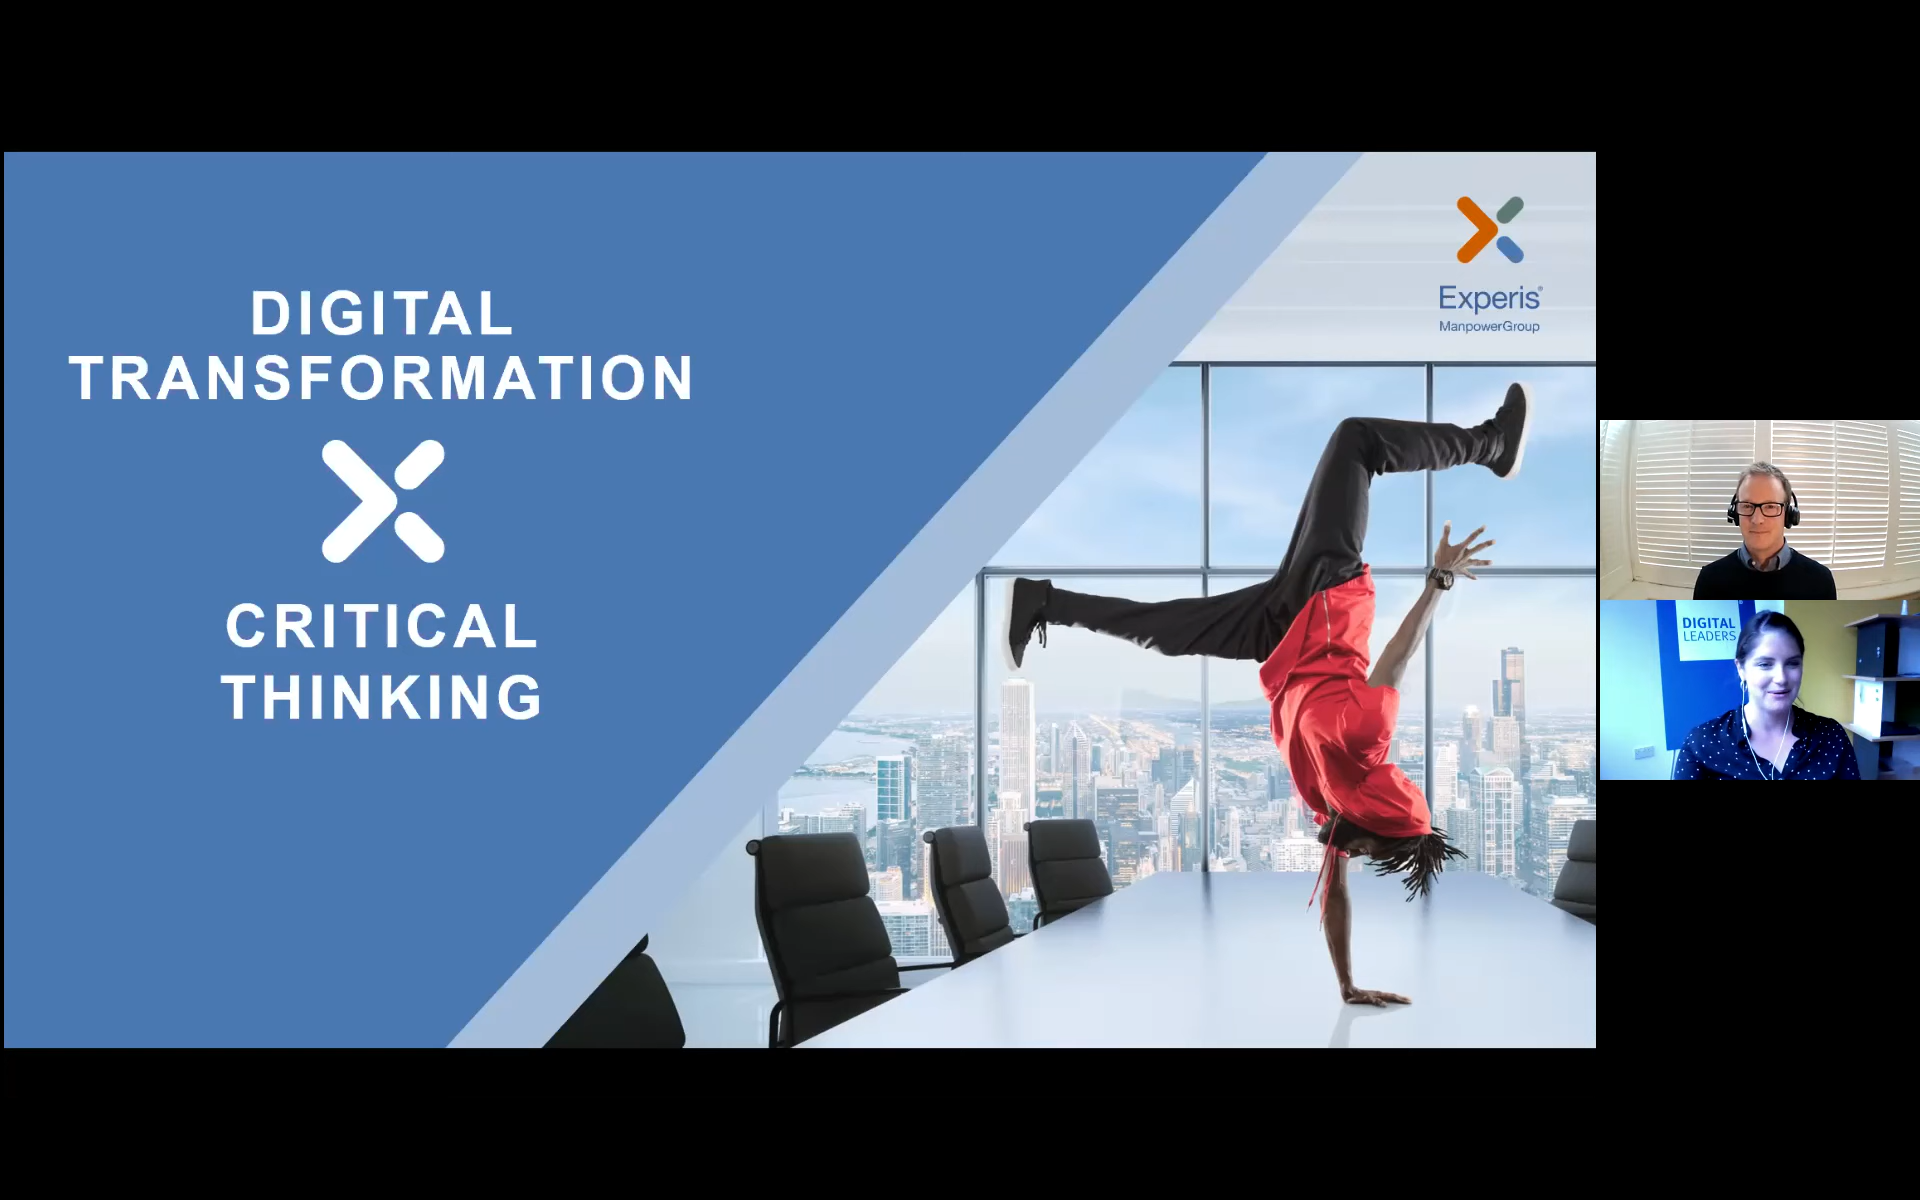 DIGITAL
TRANSFORMATION
CRITICAL
THINKING
Experis®
ManpowerGroup
DIGITAL
LEADERS